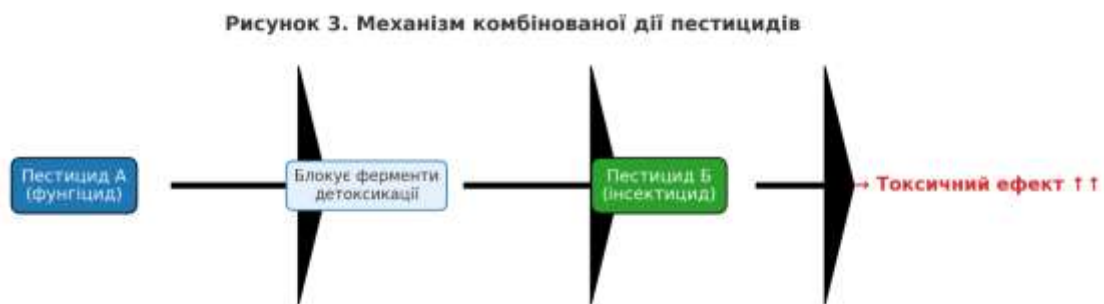 Рисунок 3. Механізм комбінованої дії пестицидів
Пестицид А
(фунгіцид)
Блокує ферменти
детоксикації
Пестицид Б
(інсектицид)
→ Токсичний ефект ↑↑